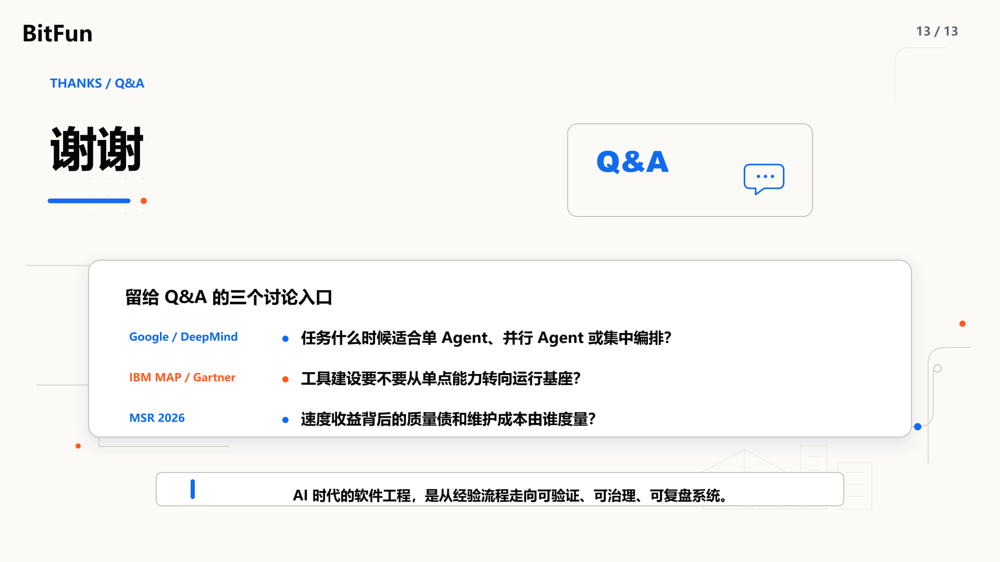 BitFun
13 / 13
THANKS / Q&A
谢谢
Q&A
留给 Q&A 的三个讨论入口
Google / DeepMind
任务什么时候适合单 Agent、并行 Agent 或集中编排？
IBM MAP / Gartner
工具建设要不要从单点能力转向运行基座？
MSR 2026
速度收益背后的质量债和维护成本由谁度量？
AI 时代的软件工程，是从经验流程走向可验证、可治理、可复盘系统。